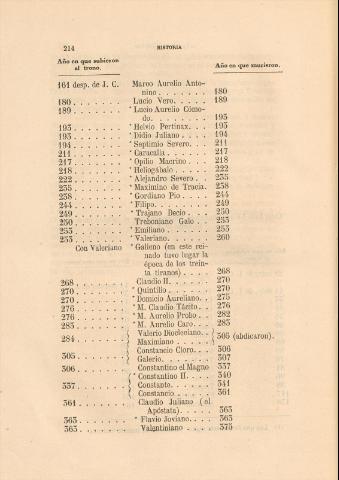 214 HISTORIA
Año en que subieron al trono. Año en que murieron.
161 desp. de J. C. Marco Aurelio Antonino. 180
180 Lucio Vero. 189
189 * Lucio Aurelio Cómodo. 193
193 * Helvio Pertinax. 193
193 * Didio Juliano 194
194 * Septimio Severo. 211
211 * Caracalla. 217
217 * Opilio Macrino. 218
218 Heliogábalo 222
222 * Alejandro Severo 235
235 * Maximino de Tracia. 238
238 * Gordiano Pio 244
244 * Filipo. 249
249 * Trajano Decio 250
250 * Treboniano Galo 253
253 * Emiliano 253
253 * Valeriano. 260
Con Valeriano * Galieno (en este reinado tuvo lugar la época de los treinta tiranos). 268
268 Claudio II. 270
270 * Quintilio 270
270 * Domicio Aureliano. 275
276 * M. Claudio Tácito 276
276 * M. Aurelio Probo 282
283 * M. Aurelio Caro 283
284 Valerio Diocleciano.
Maximiano 305 (abdicaron).
305 Constancio Cloro 306
Galerio. 307
306 Constantino el Magno 337
337 * Constantino II. 340
Constante. 341
Constancio 361
361 Claudio Juliano (el Apóstata). 363
363 * Flavio Joviano. 363
363 Valentiniano 375